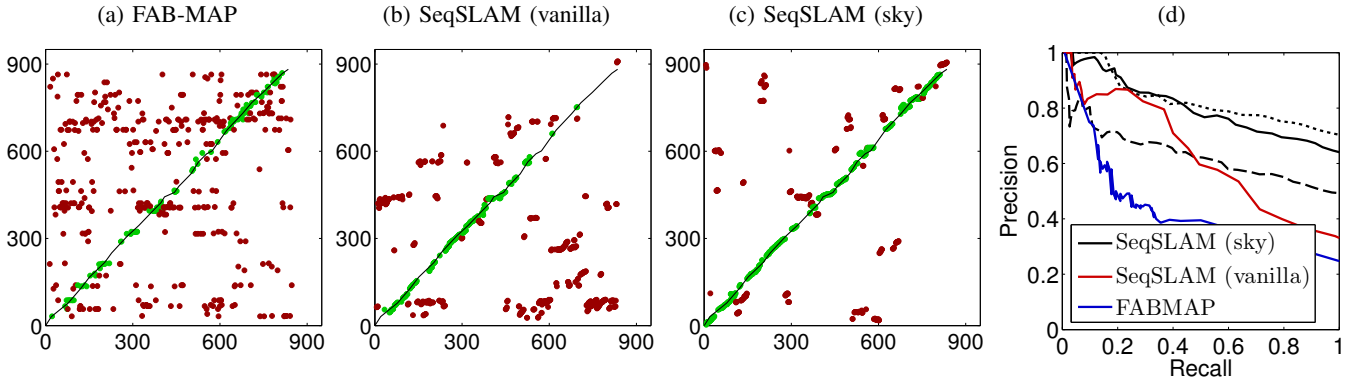 (a) FAB-MAP
(b) SeqSLAM (vanilla)
(c) SeqSLAM (sky)
(d)
900
600
300
0
0 300 600 900
900
600
300
0
0 300 600 900
900
600
300
0
0 300 600 900
Precision
1
0.8
0.6
0.4
0.2
0
SeqSLAM (sky)
SeqSLAM (vanilla)
FABMAP
0 0.2 0.4 0.6 0.8 1
Recall